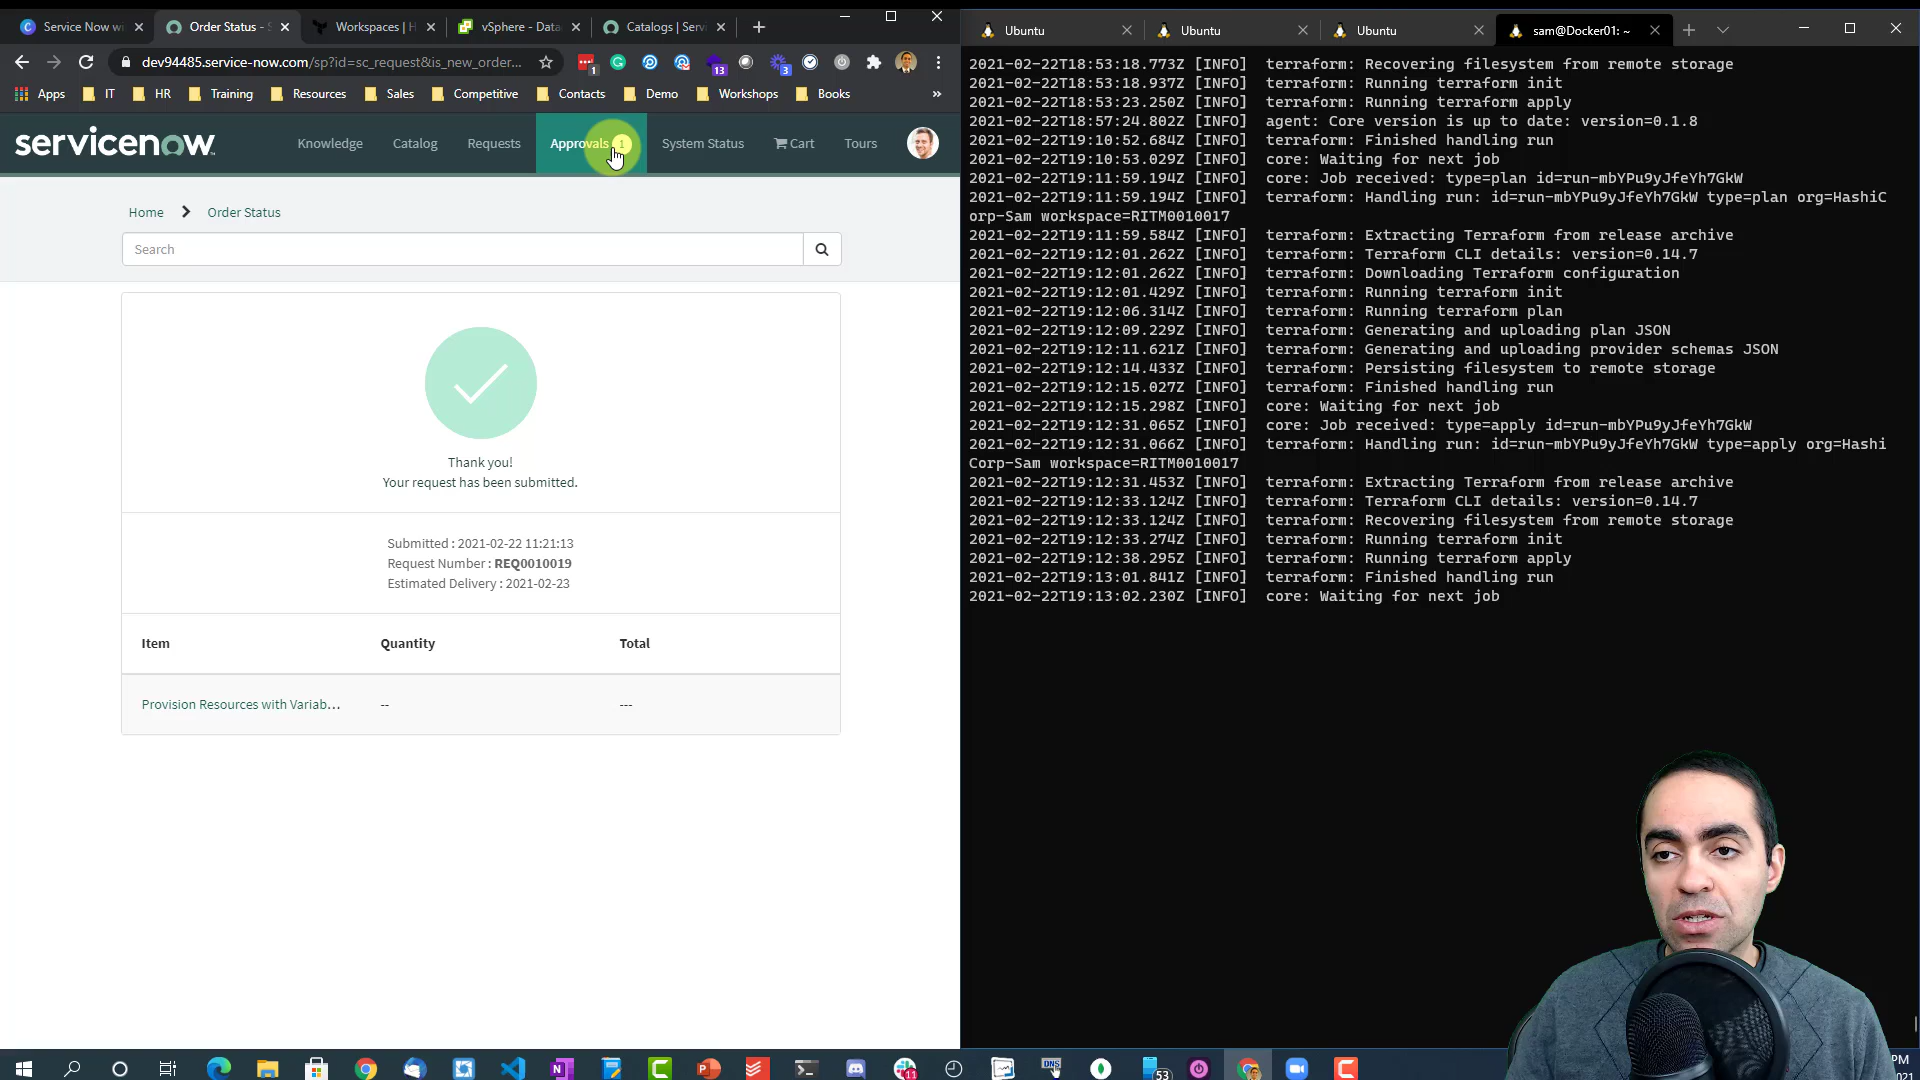 Service Now wi
Order Status - S
Workspaces | H
vSphere - Data
Catalogs | Servi
dev94485.service-now.com/sp?id=sc_request&is_new_order...
1
13
3
Apps
IT
HR
Training
Resources
Sales
Competitive
Contacts
Demo
Workshops
Books
»
servicenow
Knowledge
Catalog
Requests
Approvals
1
System Status
Cart
Tours
Home
Order Status
Search
Thank you!
Your request has been submitted.
Submitted : 2021-02-22 11:21:13
Request Number : REQ0010019
Estimated Delivery : 2021-02-23
Item
Quantity
Total
Provision Resources with Variab...
--
---
Ubuntu
Ubuntu
Ubuntu
sam@Docker01: ~
2021-02-22T18:53:18.773Z [INFO]  terraform: Recovering filesystem from remote storage
2021-02-22T18:53:18.937Z [INFO]  terraform: Running terraform init
2021-02-22T18:53:23.250Z [INFO]  terraform: Running terraform apply
2021-02-22T18:57:24.802Z [INFO]  agent: Core version is up to date: version=0.1.8
2021-02-22T19:10:52.684Z [INFO]  terraform: Finished handling run
2021-02-22T19:10:53.029Z [INFO]  core: Waiting for next job
2021-02-22T19:11:59.194Z [INFO]  core: Job received: type=plan id=run-mbYPu9yJfeYh7GkW
2021-02-22T19:11:59.194Z [INFO]  terraform: Handling run: id=run-mbYPu9yJfeYh7GkW type=plan org=HashiC
orp-Sam workspace=RITM0010017
2021-02-22T19:11:59.584Z [INFO]  terraform: Extracting Terraform from release archive
2021-02-22T19:12:01.262Z [INFO]  terraform: Terraform CLI details: version=0.14.7
2021-02-22T19:12:01.262Z [INFO]  terraform: Downloading Terraform configuration
2021-02-22T19:12:01.429Z [INFO]  terraform: Running terraform init
2021-02-22T19:12:06.314Z [INFO]  terraform: Running terraform plan
2021-02-22T19:12:09.229Z [INFO]  terraform: Generating and uploading plan JSON
2021-02-22T19:12:11.621Z [INFO]  terraform: Generating and uploading provider schemas JSON
2021-02-22T19:12:14.433Z [INFO]  terraform: Persisting filesystem to remote storage
2021-02-22T19:12:15.027Z [INFO]  terraform: Finished handling run
2021-02-22T19:12:15.298Z [INFO]  core: Waiting for next job
2021-02-22T19:12:31.065Z [INFO]  core: Job received: type=apply id=run-mbYPu9yJfeYh7GkW
2021-02-22T19:12:31.066Z [INFO]  terraform: Handling run: id=run-mbYPu9yJfeYh7GkW type=apply org=Hashi
Corp-Sam workspace=RITM0010017
2021-02-22T19:12:31.453Z [INFO]  terraform: Extracting Terraform from release archive
2021-02-22T19:12:33.124Z [INFO]  terraform: Terraform CLI details: version=0.14.7
2021-02-22T19:12:33.124Z [INFO]  terraform: Recovering filesystem from remote storage
2021-02-22T19:12:33.274Z [INFO]  terraform: Running terraform init
2021-02-22T19:12:38.295Z [INFO]  terraform: Running terraform apply
2021-02-22T19:13:01.841Z [INFO]  terraform: Finished handling run
2021-02-22T19:13:02.230Z [INFO]  core: Waiting for next job
11
DNS
53
PM